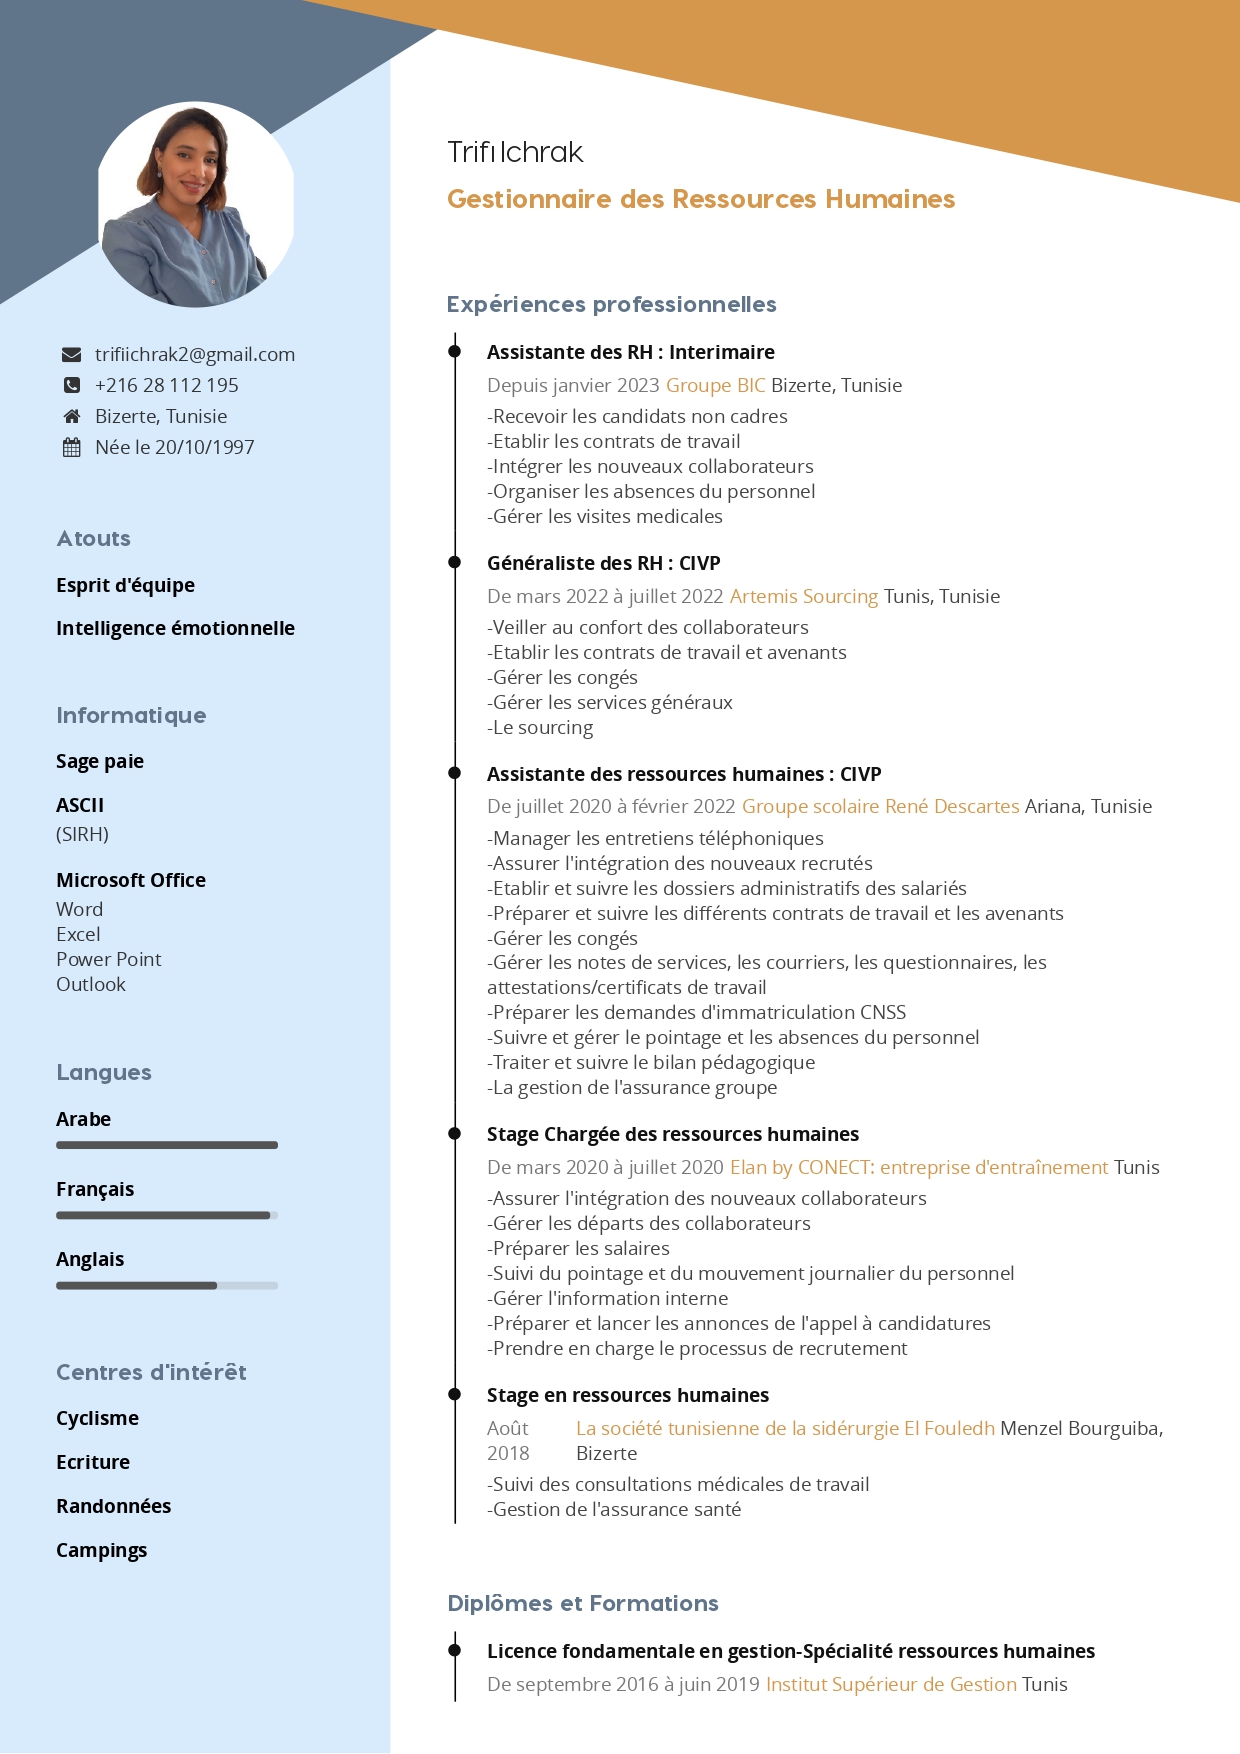 Trifi Ichrak
Gestionnaire des Ressources Humaines
trifiichrak2@gmail.com
+216 28 112 195
Bizerte, Tunisie
Née le 20/10/1997
Atouts
Esprit d'équipe
Intelligence émotionnelle
Informatique
Sage paie
ASCII
(SIRH)
Microsoft Office
Word
Excel
Power Point
Outlook
Langues
Arabe
Français
Anglais
Centres d'intérêt
Cyclisme
Ecriture
Randonnées
Campings
Expériences professionnelles
Assistante des RH : Interimaire
Depuis janvier 2023 Groupe BIC Bizerte, Tunisie
-Recevoir les candidats non cadres
-Etablir les contrats de travail
-Intégrer les nouveaux collaborateurs
-Organiser les absences du personnel
-Gérer les visites medicales
Généraliste des RH : CIVP
De mars 2022 à juillet 2022 Artemis Sourcing Tunis, Tunisie
-Veiller au confort des collaborateurs
-Etablir les contrats de travail et avenants
-Gérer les congés
-Gérer les services généraux
-Le sourcing
Assistante des ressources humaines : CIVP
De juillet 2020 à février 2022 Groupe scolaire René Descartes Ariana, Tunisie
-Manager les entretiens téléphoniques
-Assurer l'intégration des nouveaux recrutés
-Etablir et suivre les dossiers administratifs des salariés
-Préparer et suivre les différents contrats de travail et les avenants
-Gérer les congés
-Gérer les notes de services, les courriers, les questionnaires, les
attestations/certificats de travail
-Préparer les demandes d'immatriculation CNSS
-Suivre et gérer le pointage et les absences du personnel
-Traiter et suivre le bilan pédagogique
-La gestion de l'assurance groupe
Stage Chargée des ressources humaines
De mars 2020 à juillet 2020 Elan by CONECT: entreprise d'entraînement Tunis
-Assurer l'intégration des nouveaux collaborateurs
-Gérer les départs des collaborateurs
-Préparer les salaires
-Suivi du pointage et du mouvement journalier du personnel
-Gérer l'information interne
-Préparer et lancer les annonces de l'appel à candidatures
-Prendre en charge le processus de recrutement
Stage en ressources humaines
Août 2018 La société tunisienne de la sidérurgie El Fouledh Menzel Bourguiba,
Bizerte
-Suivi des consultations médicales de travail
-Gestion de l'assurance santé
Diplômes et Formations
Licence fondamentale en gestion-Spécialité ressources humaines
De septembre 2016 à juin 2019 Institut Supérieur de Gestion Tunis